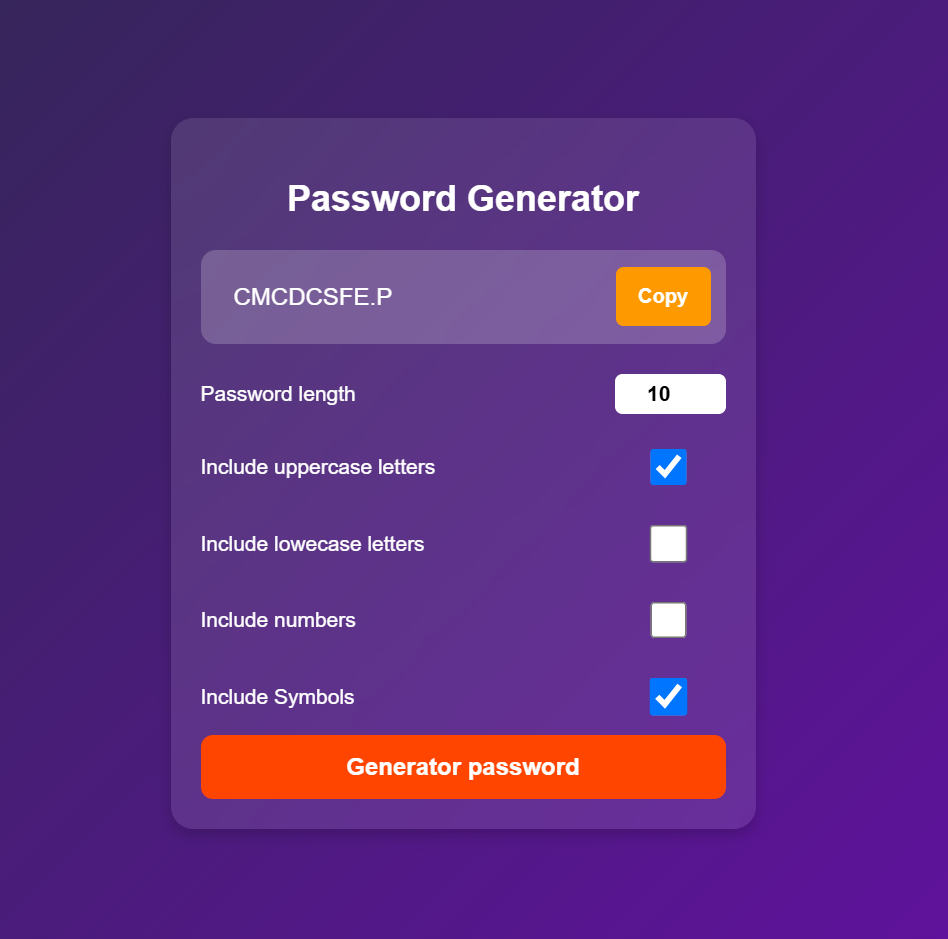 Password Generator
CMCDCSFE.P Copy
Password length 10
Include uppercase letters
Include lowecase letters
Include numbers
Include Symbols
Generator password